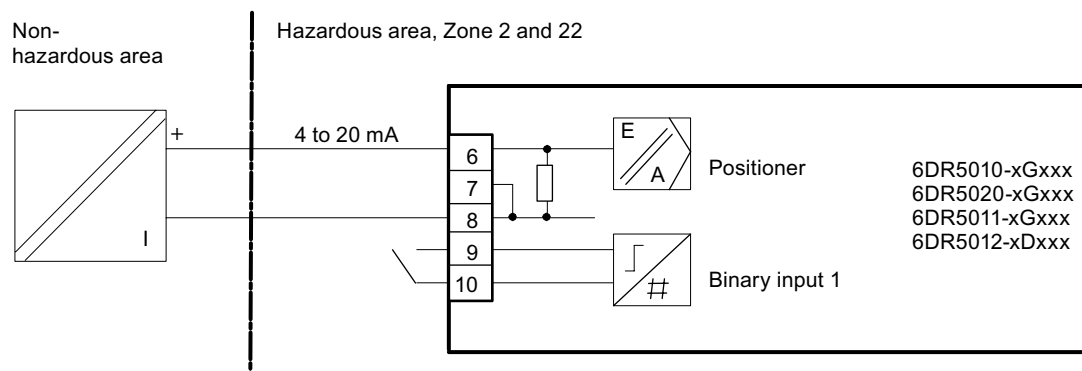 Non-
hazardous area
Hazardous area, Zone 2 and 22
+
4 to 20 mA
I
6
7
8
9
10
E
A
Positioner
#
Binary input 1
6DR5010-xGxxx
6DR5020-xGxxx
6DR5011-xGxxx
6DR5012-xDxxx